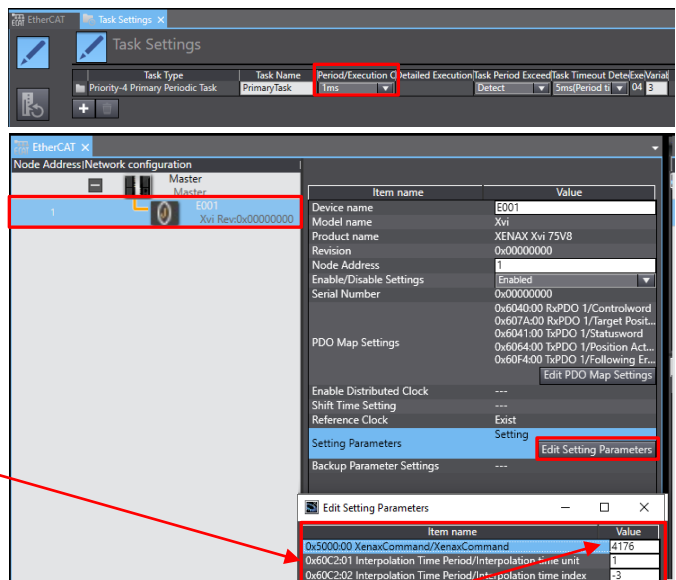 EtherCAT Task Settings
Task Settings
Task Type Task Name Period/Execution C Detailed Execution Task Period Exceed Task Timeout Dete Exe Variab
Priority-4 Primary Periodic Task PrimaryTask 1ms Detect 5ms(Period ti 04 3
EtherCAT
Node Address Network configuration
Master
Master
1 E001
Xvi Rev:0x00000000
Item name Value
Device name E001
Model name Xvi
Product name XENAX Xvi 75V8
Revision 0x00000000
Node Address 1
Enable/Disable Settings Enabled
Serial Number 0x00000000
PDO Map Settings
0x6040:00 RxPDO 1/Controlword
0x607A:00 RxPDO 1/Target Posit...
0x6041:00 TxPDO 1/Statusword
0x6064:00 TxPDO 1/Position Act...
0x60F4:00 TxPDO 1/Following Er...
Edit PDO Map Settings
Enable Distributed Clock ---
Shift Time Setting ---
Reference Clock Exist
Setting Parameters Setting
Edit Setting Parameters
Backup Parameter Settings ---
Edit Setting Parameters
Item name Value
0x5000:00 XenaxCommand/XenaxCommand 4176
0x60C2:01 Interpolation Time Period/Interpolation time unit 1
0x60C2:02 Interpolation Time Period/Interpolation time index -3